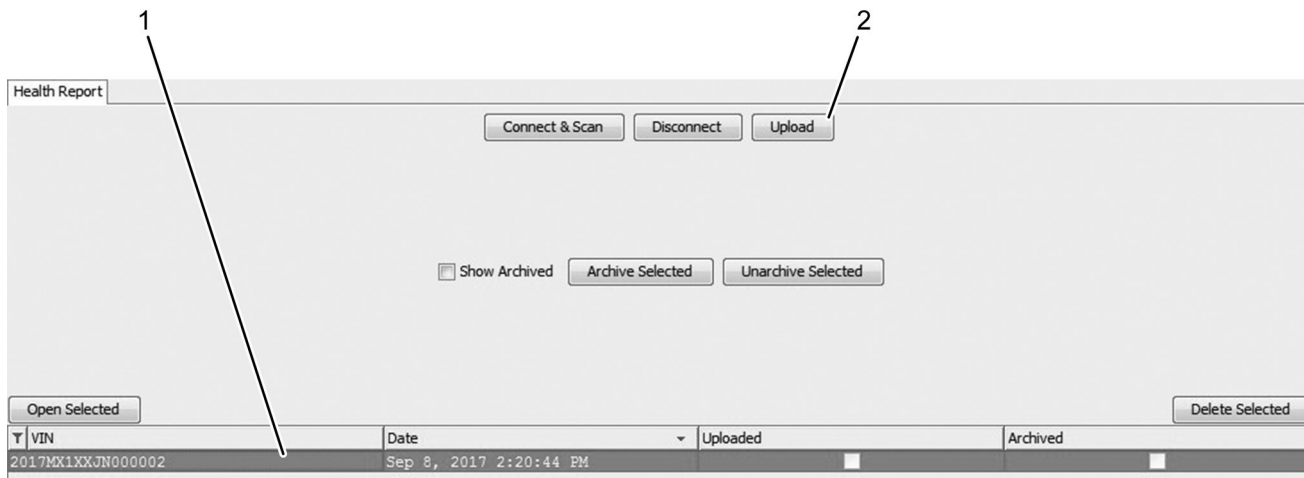 1 2
Health Report
Connect & Scan Disconnect Upload
Show Archived Archive Selected Unarchive Selected
Open Selected Delete Selected
VIN Date Uploaded Archived
2017MX1XXJN000002 Sep 8, 2017 2:20:44 PM